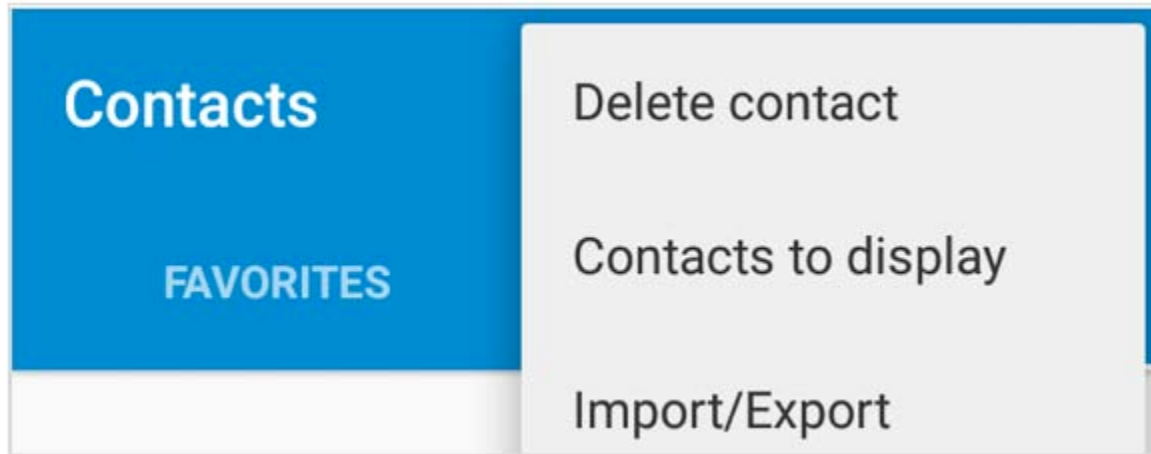 Contacts
FAVORITES
Delete contact
Contacts to display
Import/Export